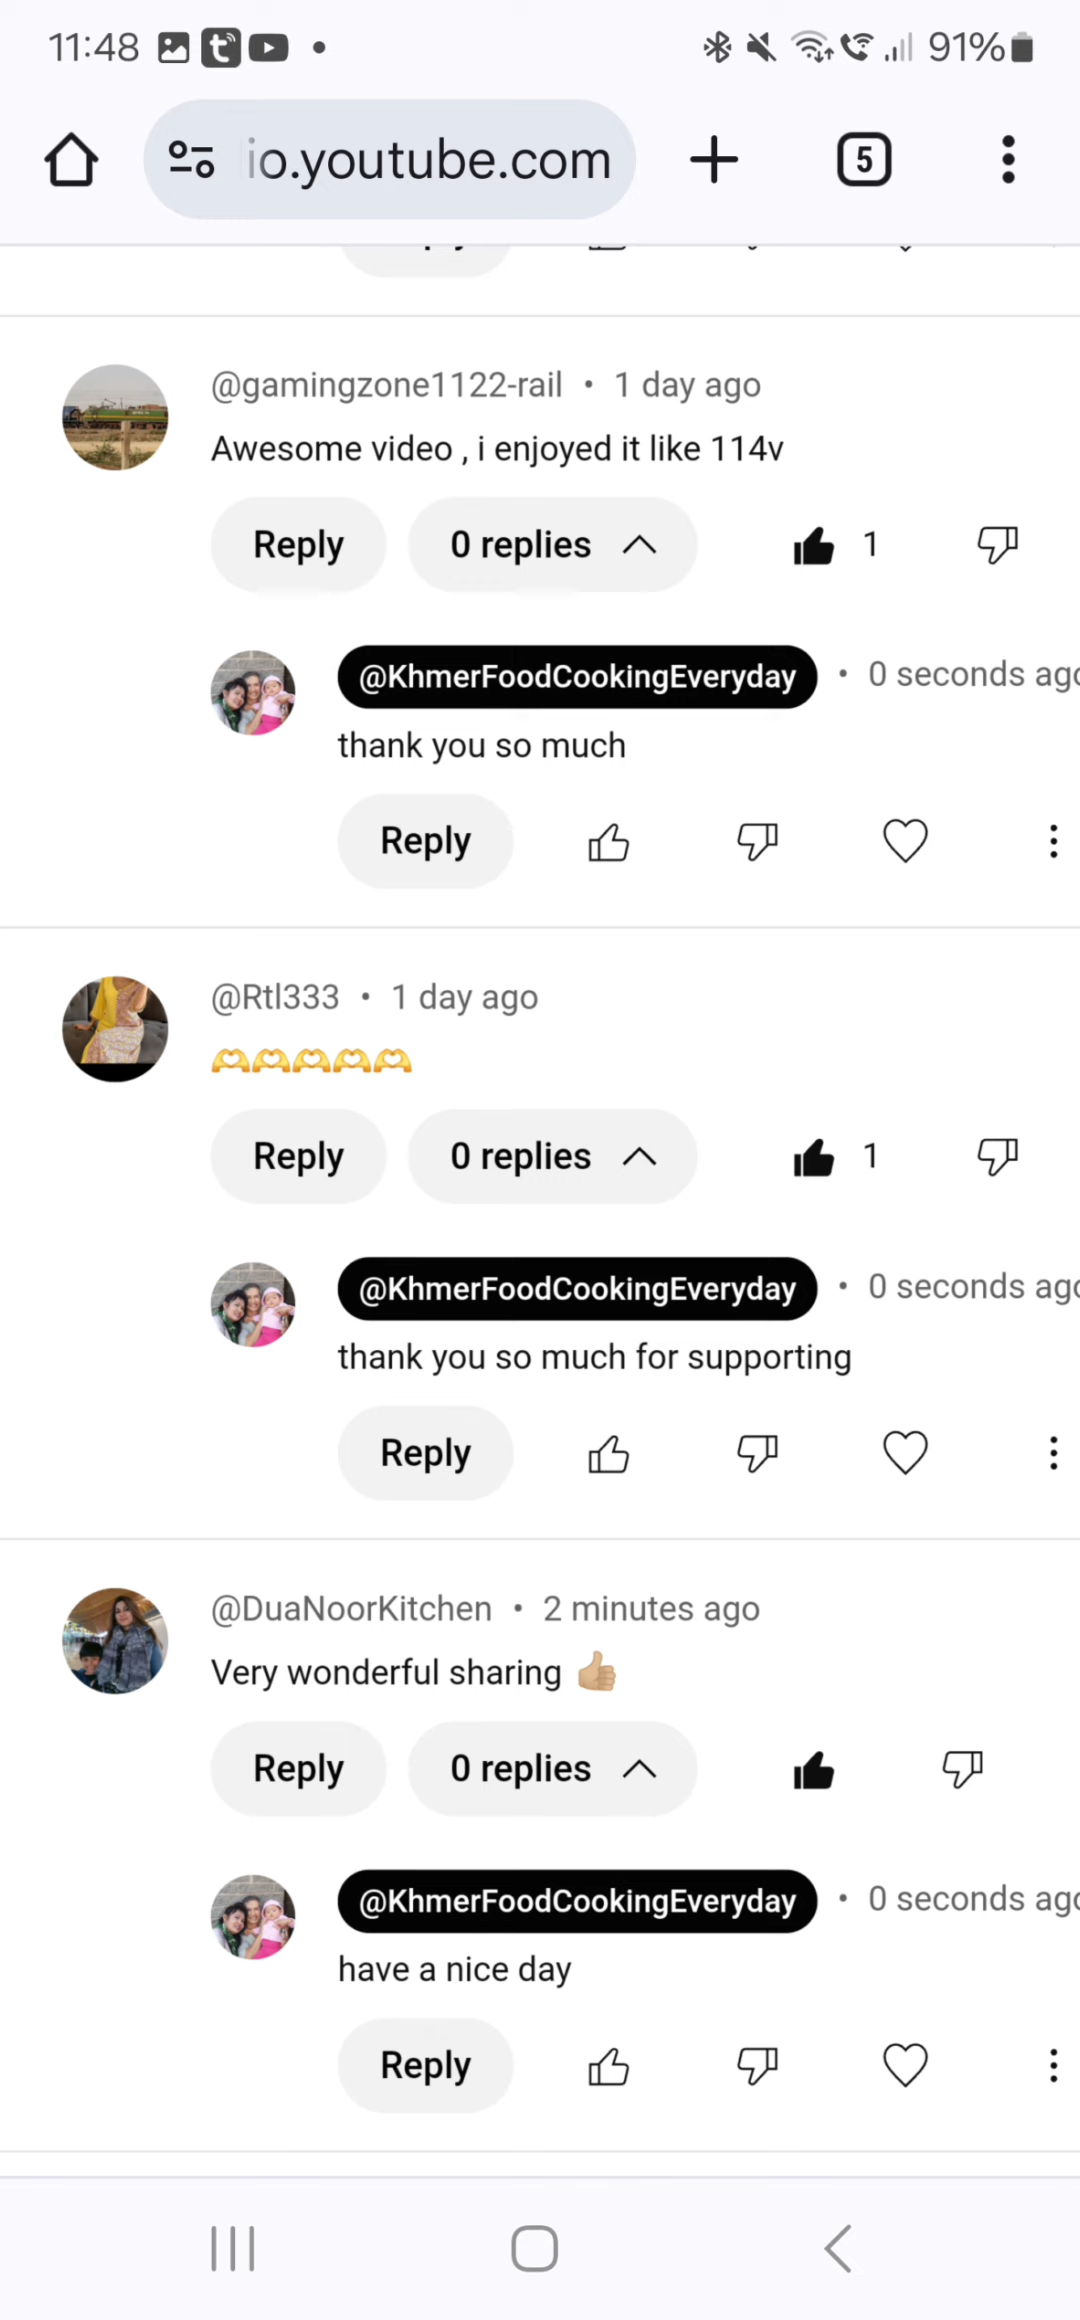 11:48
91%
io.youtube.com
5
@gamingzone1122-rail • 1 day ago
Awesome video , i enjoyed it like 114v
Reply
0 replies
1
@KhmerFoodCookingEveryday • 0 seconds ago
thank you so much
Reply
@Rtl333 • 1 day ago
🫶🫶🫶🫶🫶
Reply
0 replies
1
@KhmerFoodCookingEveryday • 0 seconds ago
thank you so much for supporting
Reply
@DuaNoorKitchen • 2 minutes ago
Very wonderful sharing 👍🏼
Reply
0 replies
@KhmerFoodCookingEveryday • 0 seconds ago
have a nice day
Reply